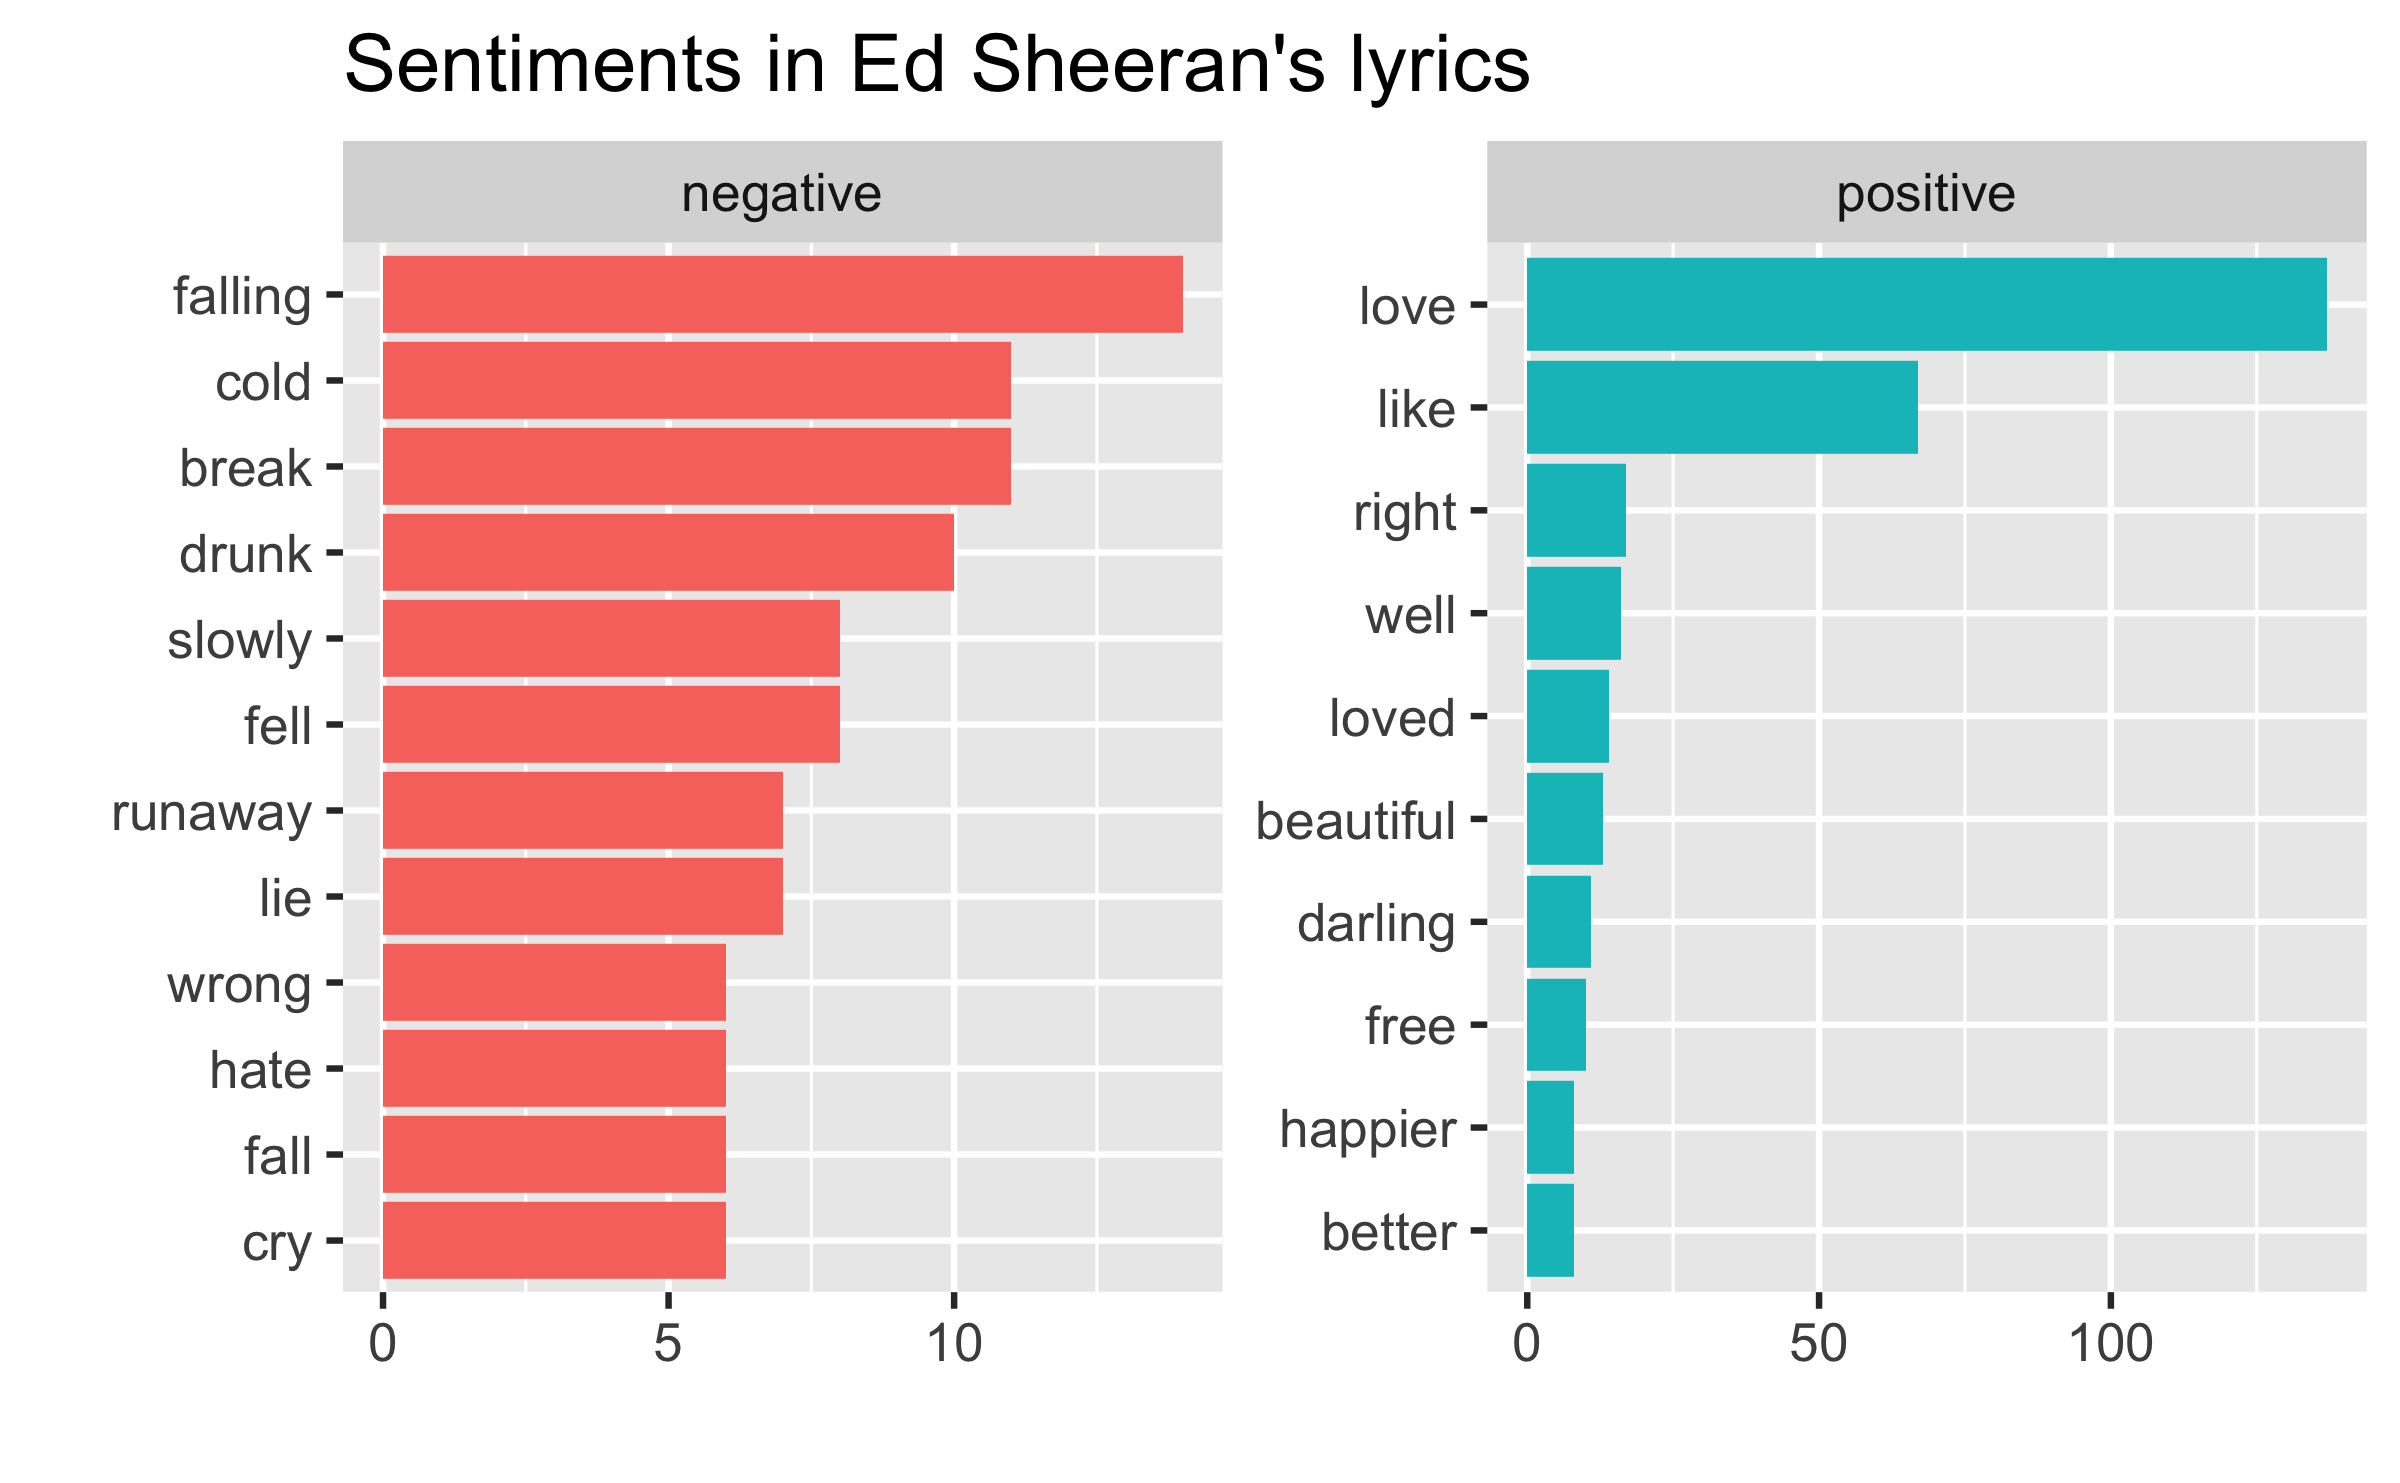 Sentiments in Ed Sheeran's lyrics
negative
falling
cold
break
drunk
slowly
fell
runaway
lie
wrong
hate
fall
cry
0 5 10
positive
love
like
right
well
loved
beautiful
darling
free
happier
better
0 50 100